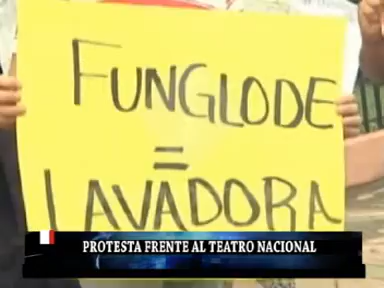 FUNGLODE
=
LAVADORA
PROTESTA FRENTE AL TEATRO NACIONAL